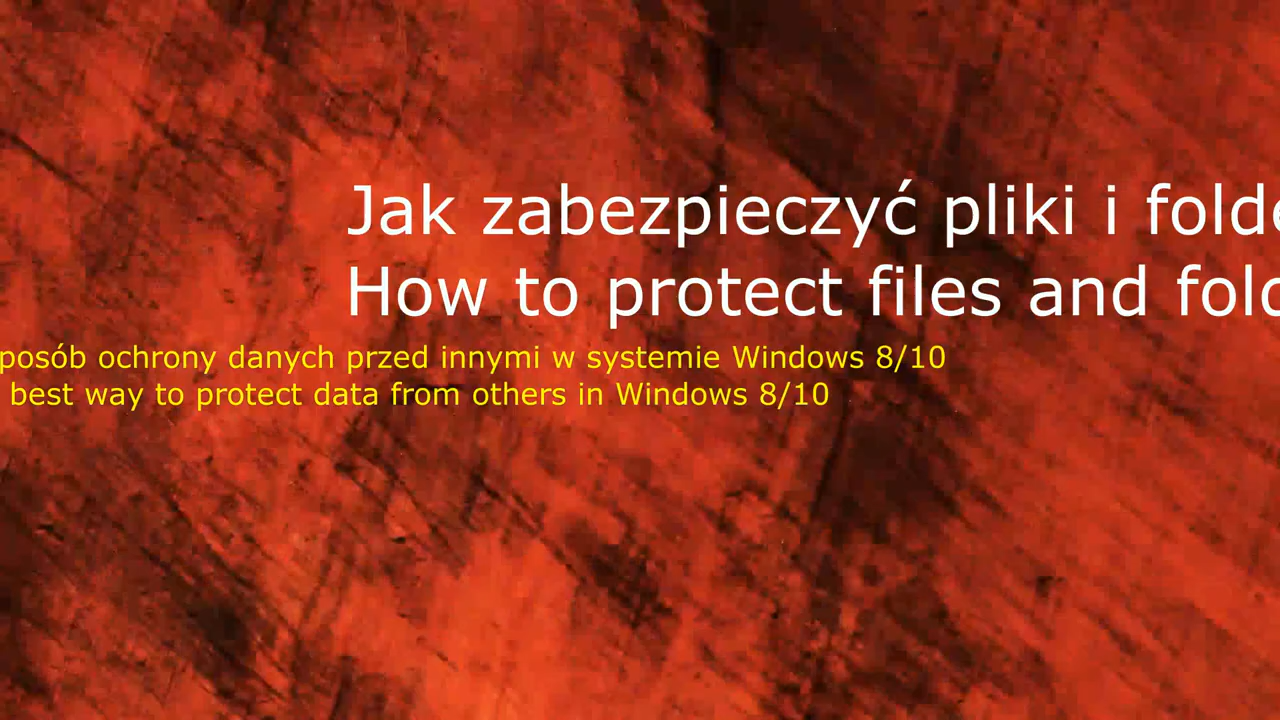 Jak zabezpieczyć pliki i folde
How to protect files and fold
posób ochrony danych przed innymi w systemie Windows 8/10
best way to protect data from others in Windows 8/10